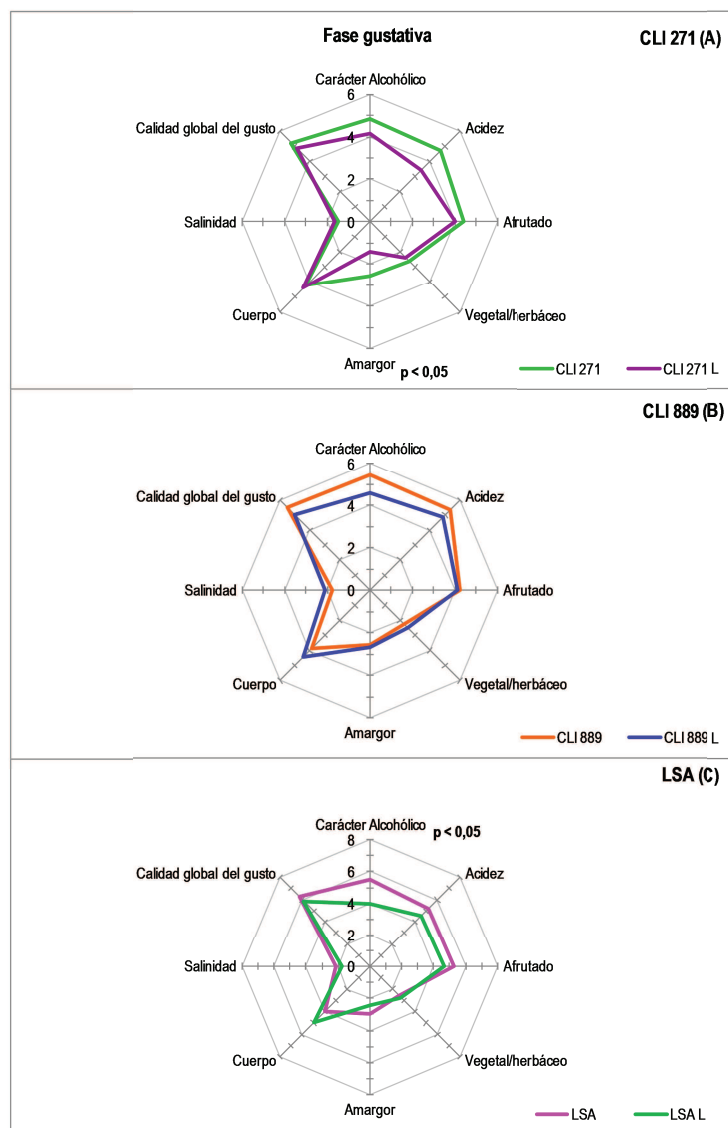 Fase gustativa
CLI 271 (A)
Carácter Alcohólico
6
Calidad global del gusto
Acidez
4
2
Salinidad
0
Afrutado
Cuerpo
Vegetal/herbáceo
Amargor
p < 0,05
CLI 271
CLI 271 L
CLI 889 (B)
Carácter Alcohólico
6
Calidad global del gusto
Acidez
4
2
Salinidad
0
Afrutado
Cuerpo
Vegetal/herbáceo
Amargor
CLI 889
CLI 889 L
LSA (C)
Carácter Alcohólico
p < 0,05
8
Calidad global del gusto
Acidez
6
4
2
Salinidad
0
Afrutado
Cuerpo
Vegetal/herbáceo
Amargor
LSA
LSA L